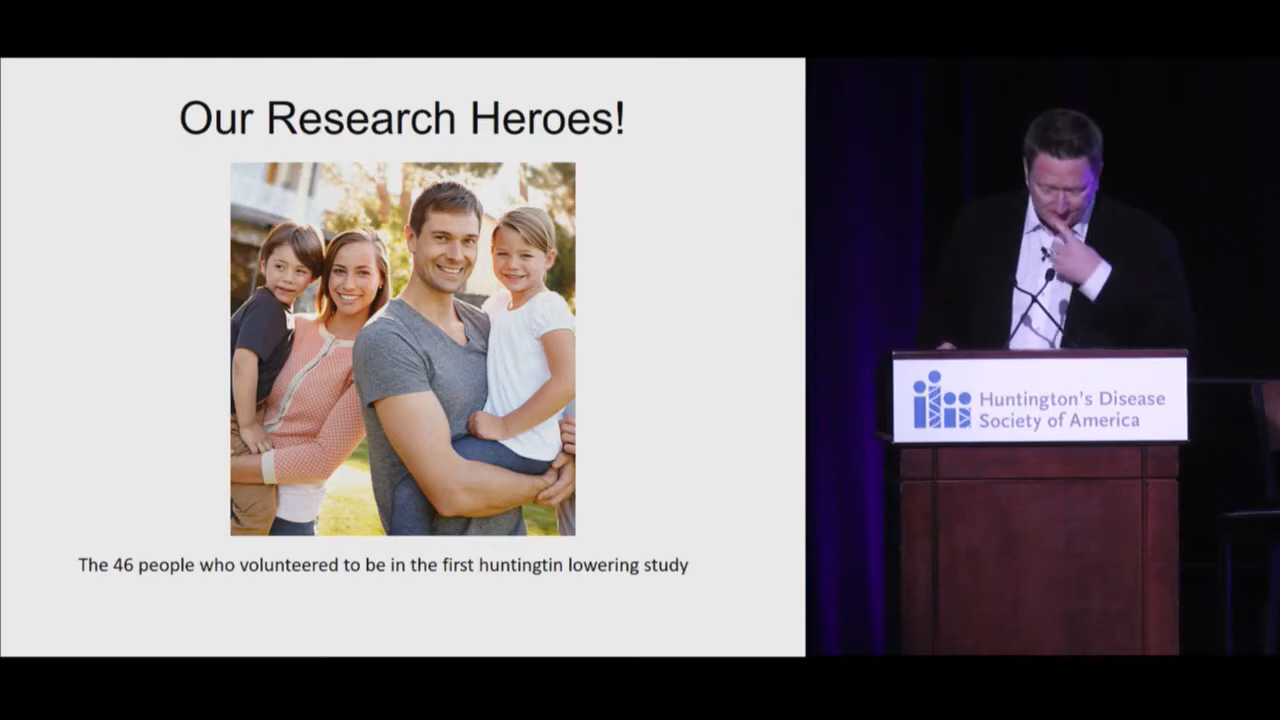 Our Research Heroes!
The 46 people who volunteered to be in the first huntingtin lowering study
Huntington's Disease
Society of America